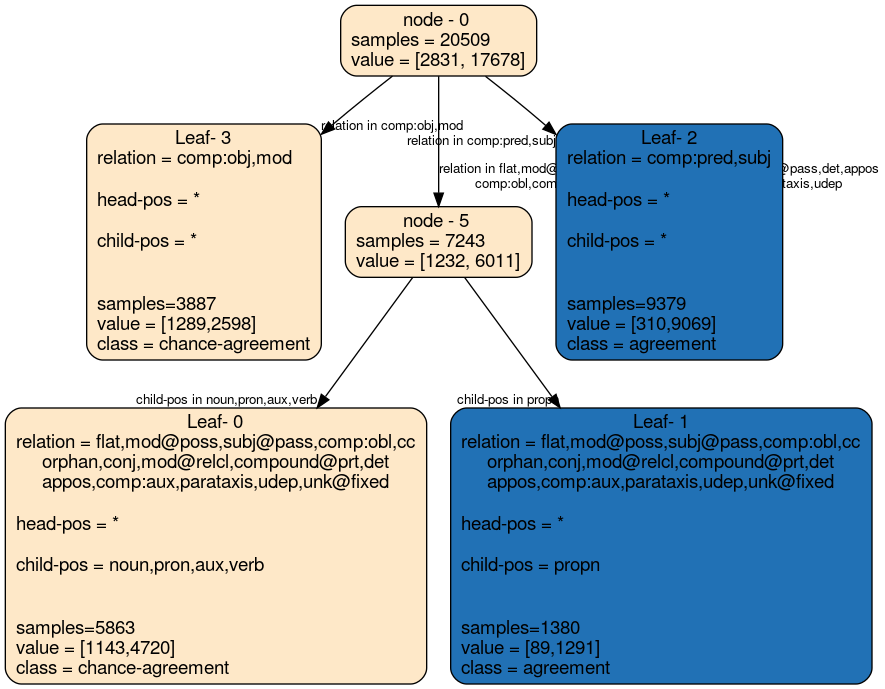 node - 0
samples = 20509
value = [2831, 17678]
relation in comp:obj,mod
relation in comp:pred,subj
relation in flat,mod@ @pass,det,appos
comp:obl,com taxis,udep
Leaf- 3
relation = comp:obj,mod
head-pos = *
child-pos = *
samples=3887
value = [1289,2598]
class = chance-agreement
Leaf- 2
relation = comp:pred,subj
head-pos = *
child-pos = *
samples=9379
value = [310,9069]
class = agreement
node - 5
samples = 7243
value = [1232, 6011]
child-pos in noun,pron,aux,verb
child-pos in propn
Leaf- 0
relation = flat,mod@poss,subj@pass,comp:obl,cc
orphan,conj,mod@relcl,compound@prt,det
appos,comp:aux,parataxis,udep,unk@fixed
head-pos = *
child-pos = noun,pron,aux,verb
samples=5863
value = [1143,4720]
class = chance-agreement
Leaf- 1
relation = flat,mod@poss,subj@pass,comp:obl,cc
orphan,conj,mod@relcl,compound@prt,det
appos,comp:aux,parataxis,udep,unk@fixed
head-pos = *
child-pos = propn
samples=1380
value = [89,1291]
class = agreement